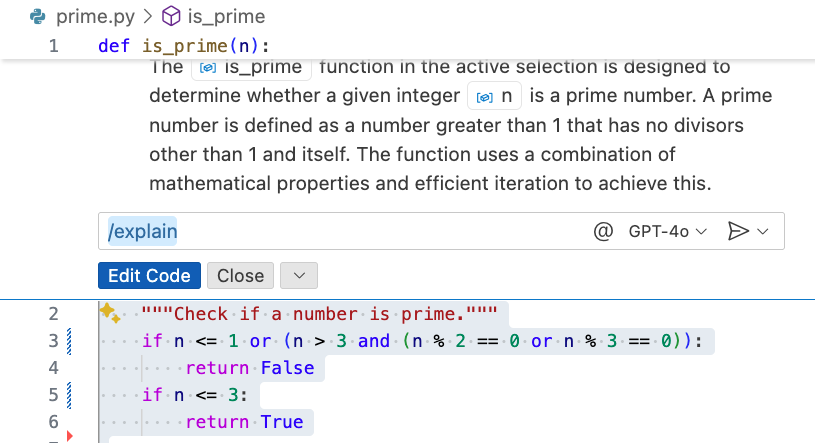 prime.py > is_prime
1 def is_prime(n):
The is_prime function in the active selection is designed to
determine whether a given integer n is a prime number. A prime
number is defined as a number greater than 1 that has no divisors
other than 1 and itself. The function uses a combination of
mathematical properties and efficient iteration to achieve this.
/explain @ GPT-4o
Edit Code Close
2 """Check if a number is prime."""
3 if n <= 1 or (n > 3 and (n % 2 == 0 or n % 3 == 0)):
4 return False
5 if n <= 3:
6 return True